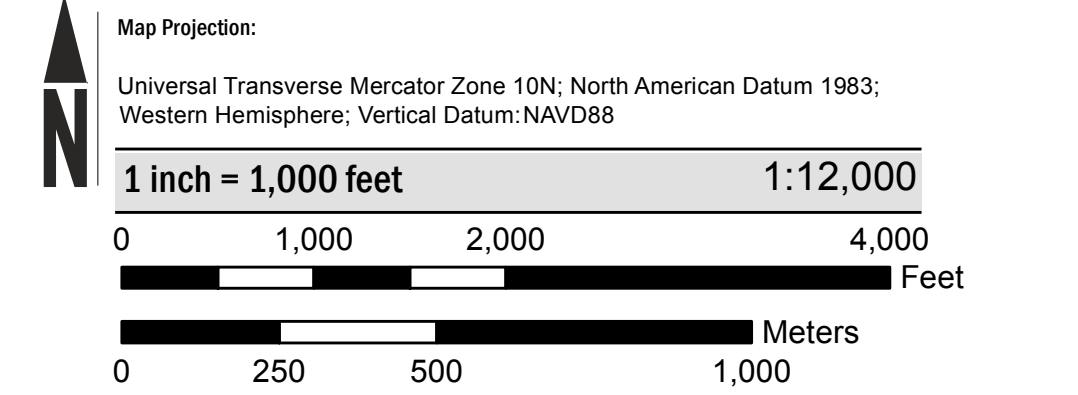 N
Map Projection:
Universal Transverse Mercator Zone 10N; North American Datum 1983;
Western Hemisphere; Vertical Datum: NAVD88
1 inch = 1,000 feet 1:12,000
0 1,000 2,000 4,000
Feet
Meters
0 250 500 1,000